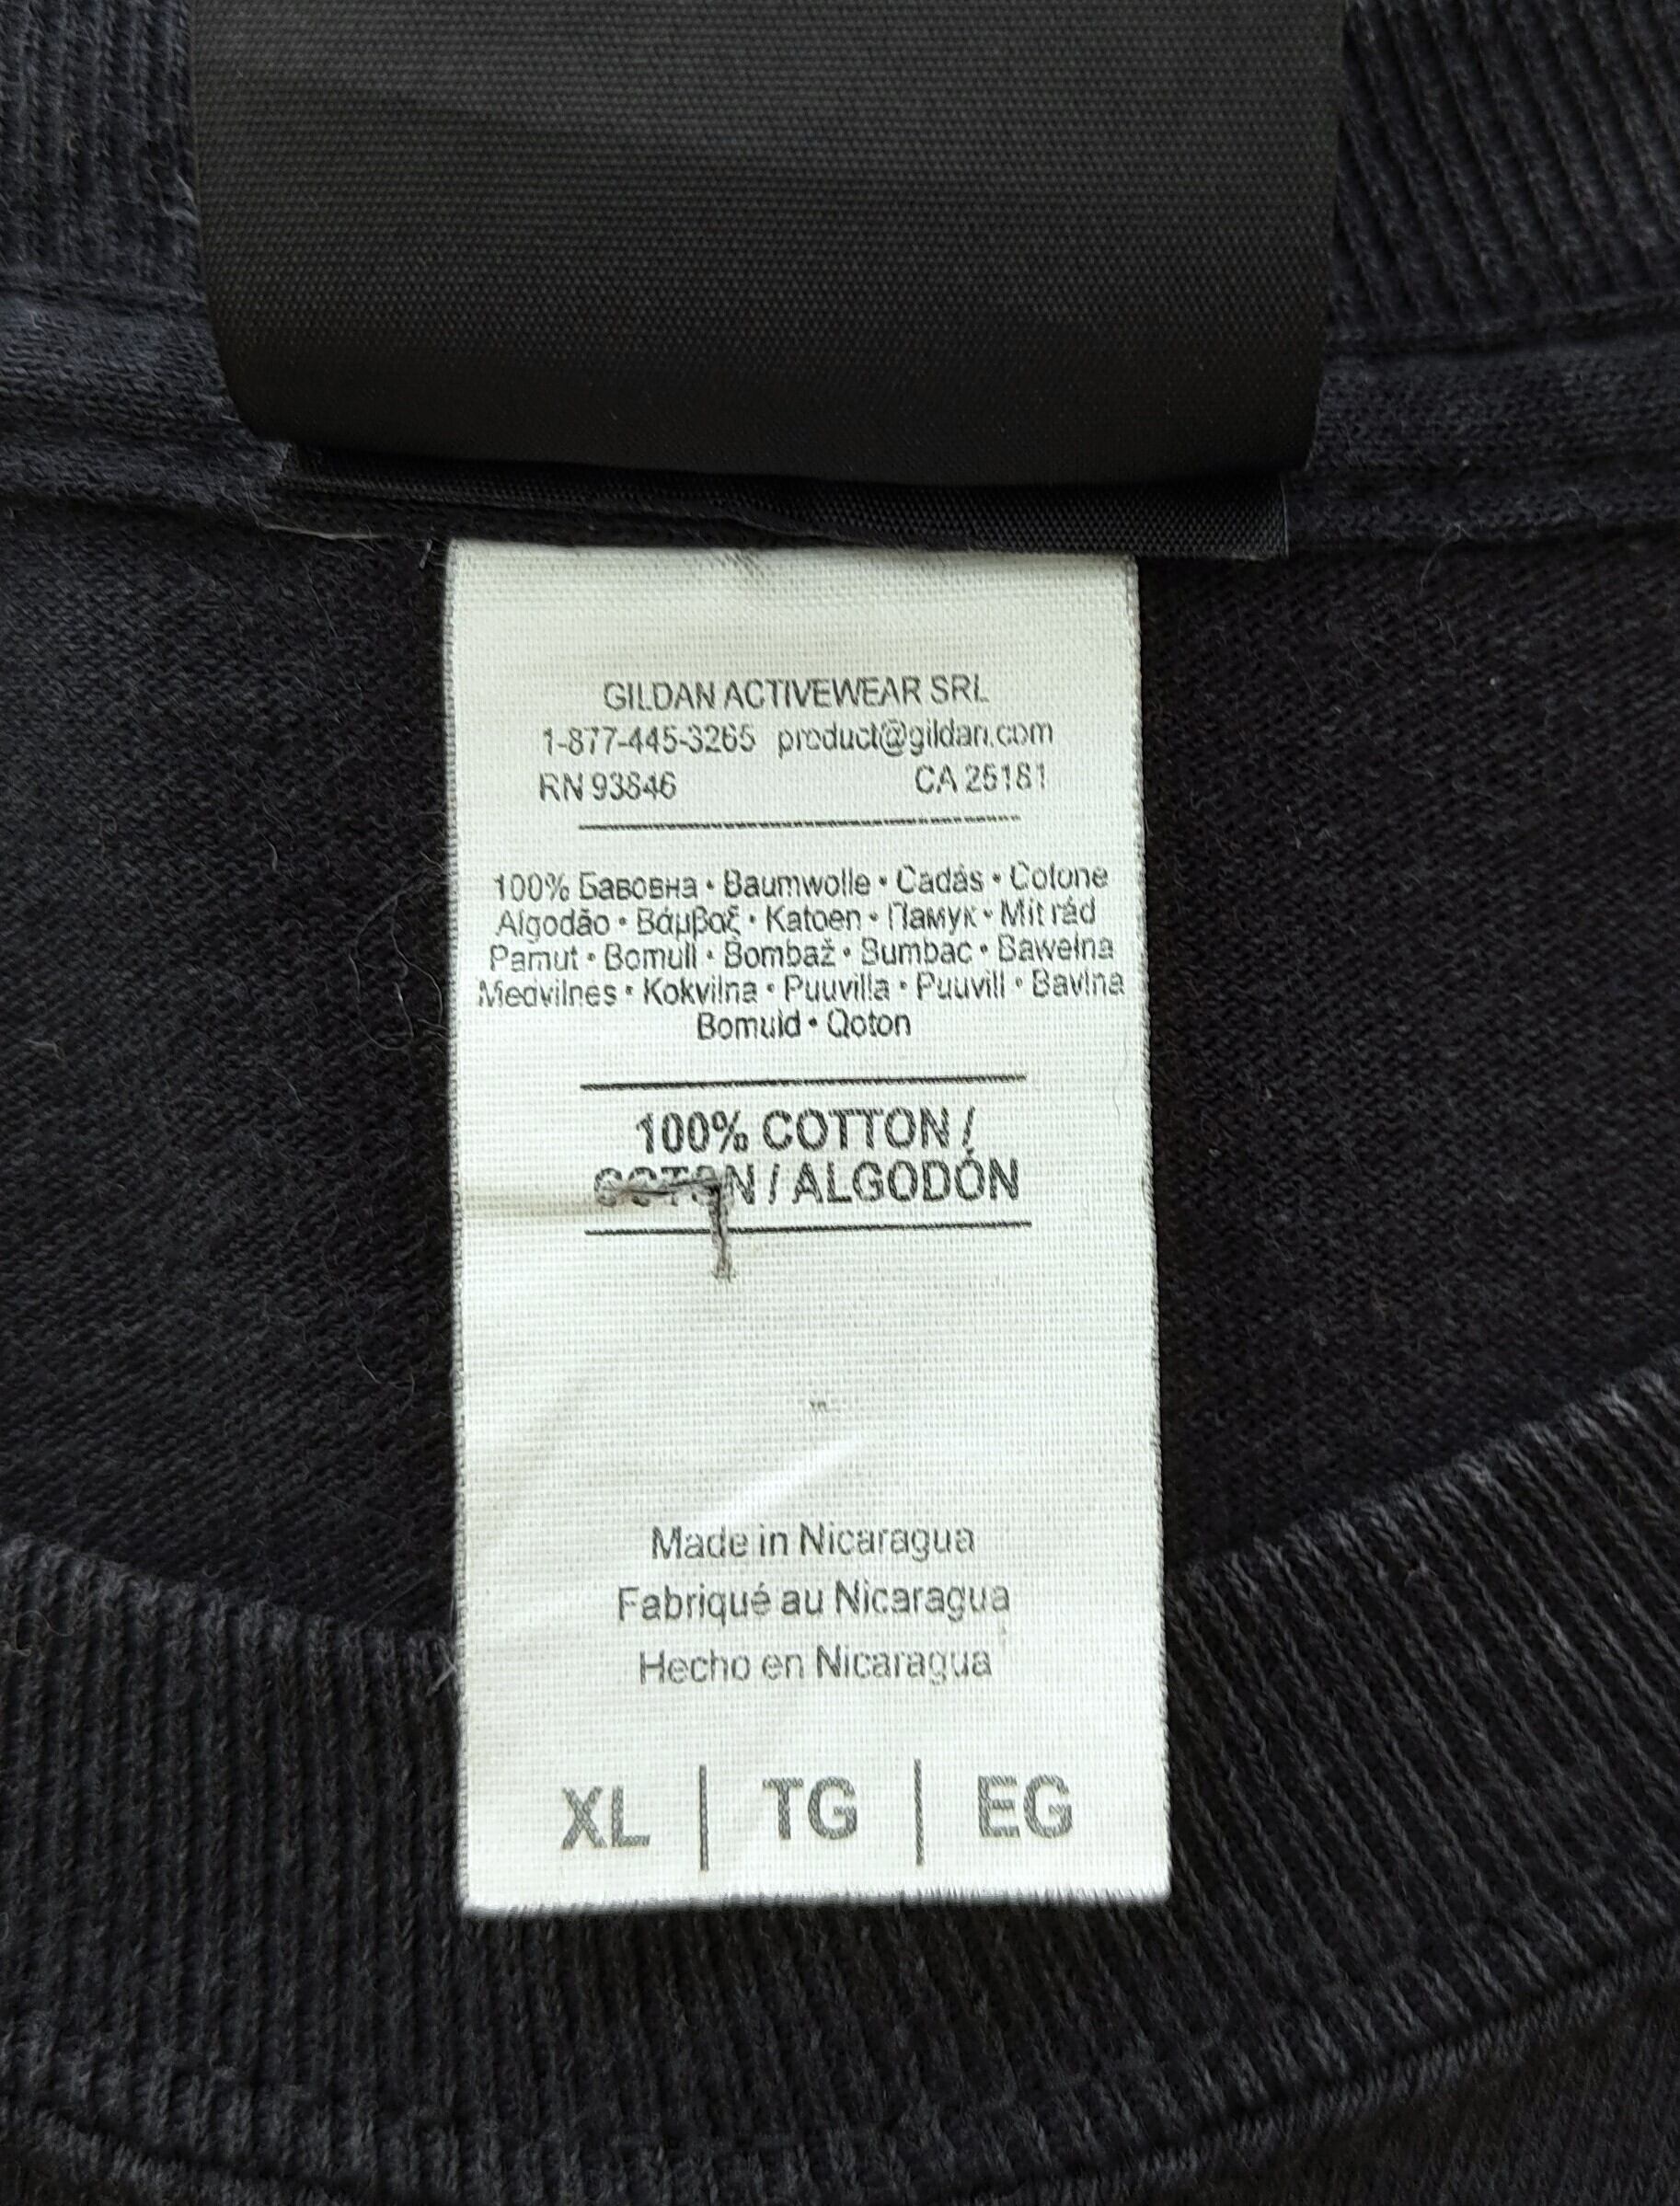 GILDAN ACTIVEWEAR SRL
1-877-445-3265 product@gildan.com
RN 93846 CA 25181
100% Бавовна • Baumwolle • Cadás • Cotone
Algodão • Βάμβαξ • Katoen • Памук • Mit rád
Pamut • Bomull • Bombaž • Bumbac • Bawełna
Medvilnės • Kokvilna • Puuvilla • Puuvill • Bavlna
Bomuld • Qoton
100% COTTON /
COTON / ALGODÓN
Made in Nicaragua
Fabriqué au Nicaragua
Hecho en Nicaragua
XL | TG | EG